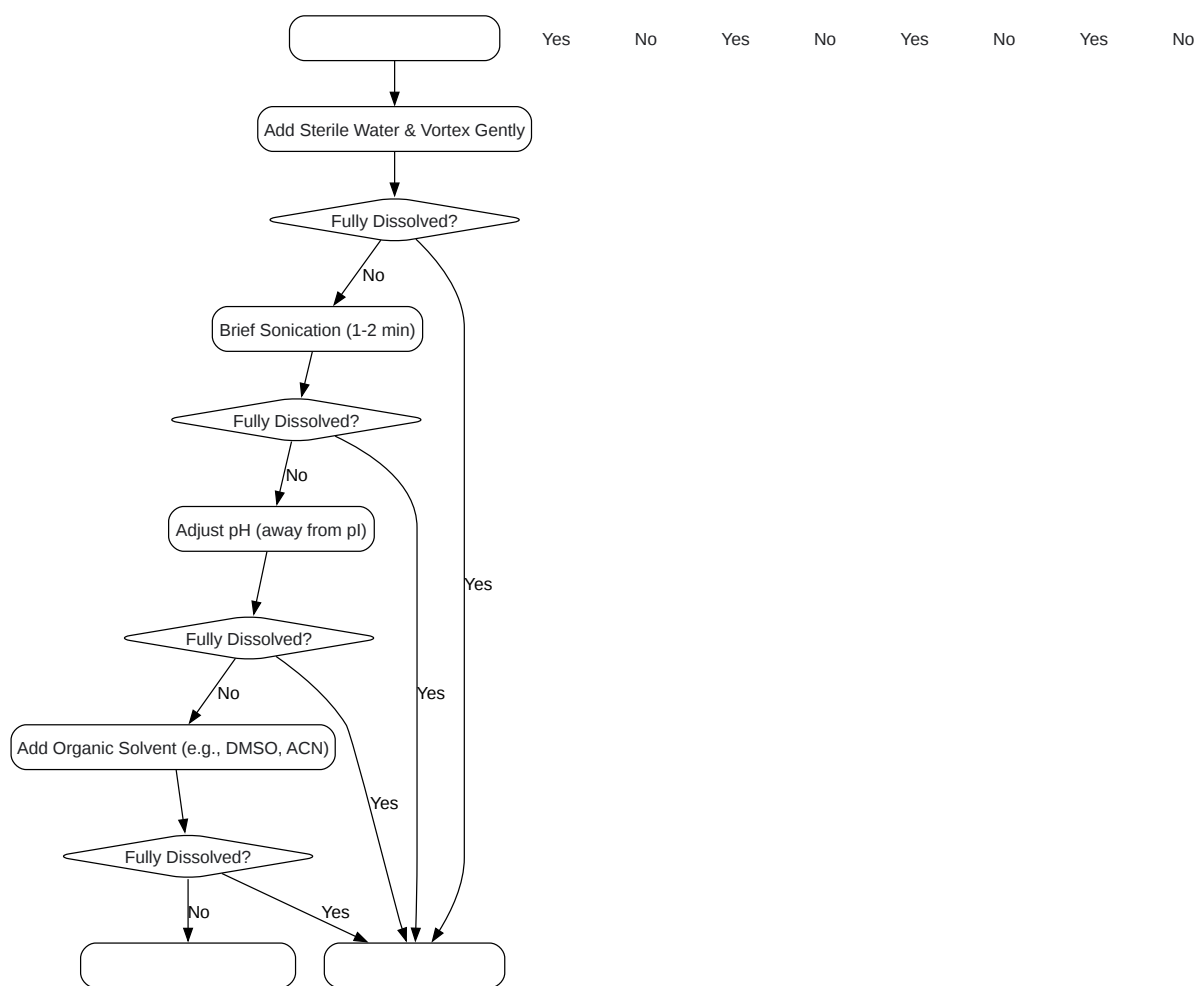 Yes No Yes No Yes No Yes No
Add Sterile Water & Vortex Gently
Fully Dissolved?
No
Brief Sonication (1-2 min)
Fully Dissolved?
No
Adjust pH (away from pI)
Yes
Fully Dissolved?
No
Yes
Add Organic Solvent (e.g., DMSO, ACN)
Yes
Fully Dissolved?
No
Yes